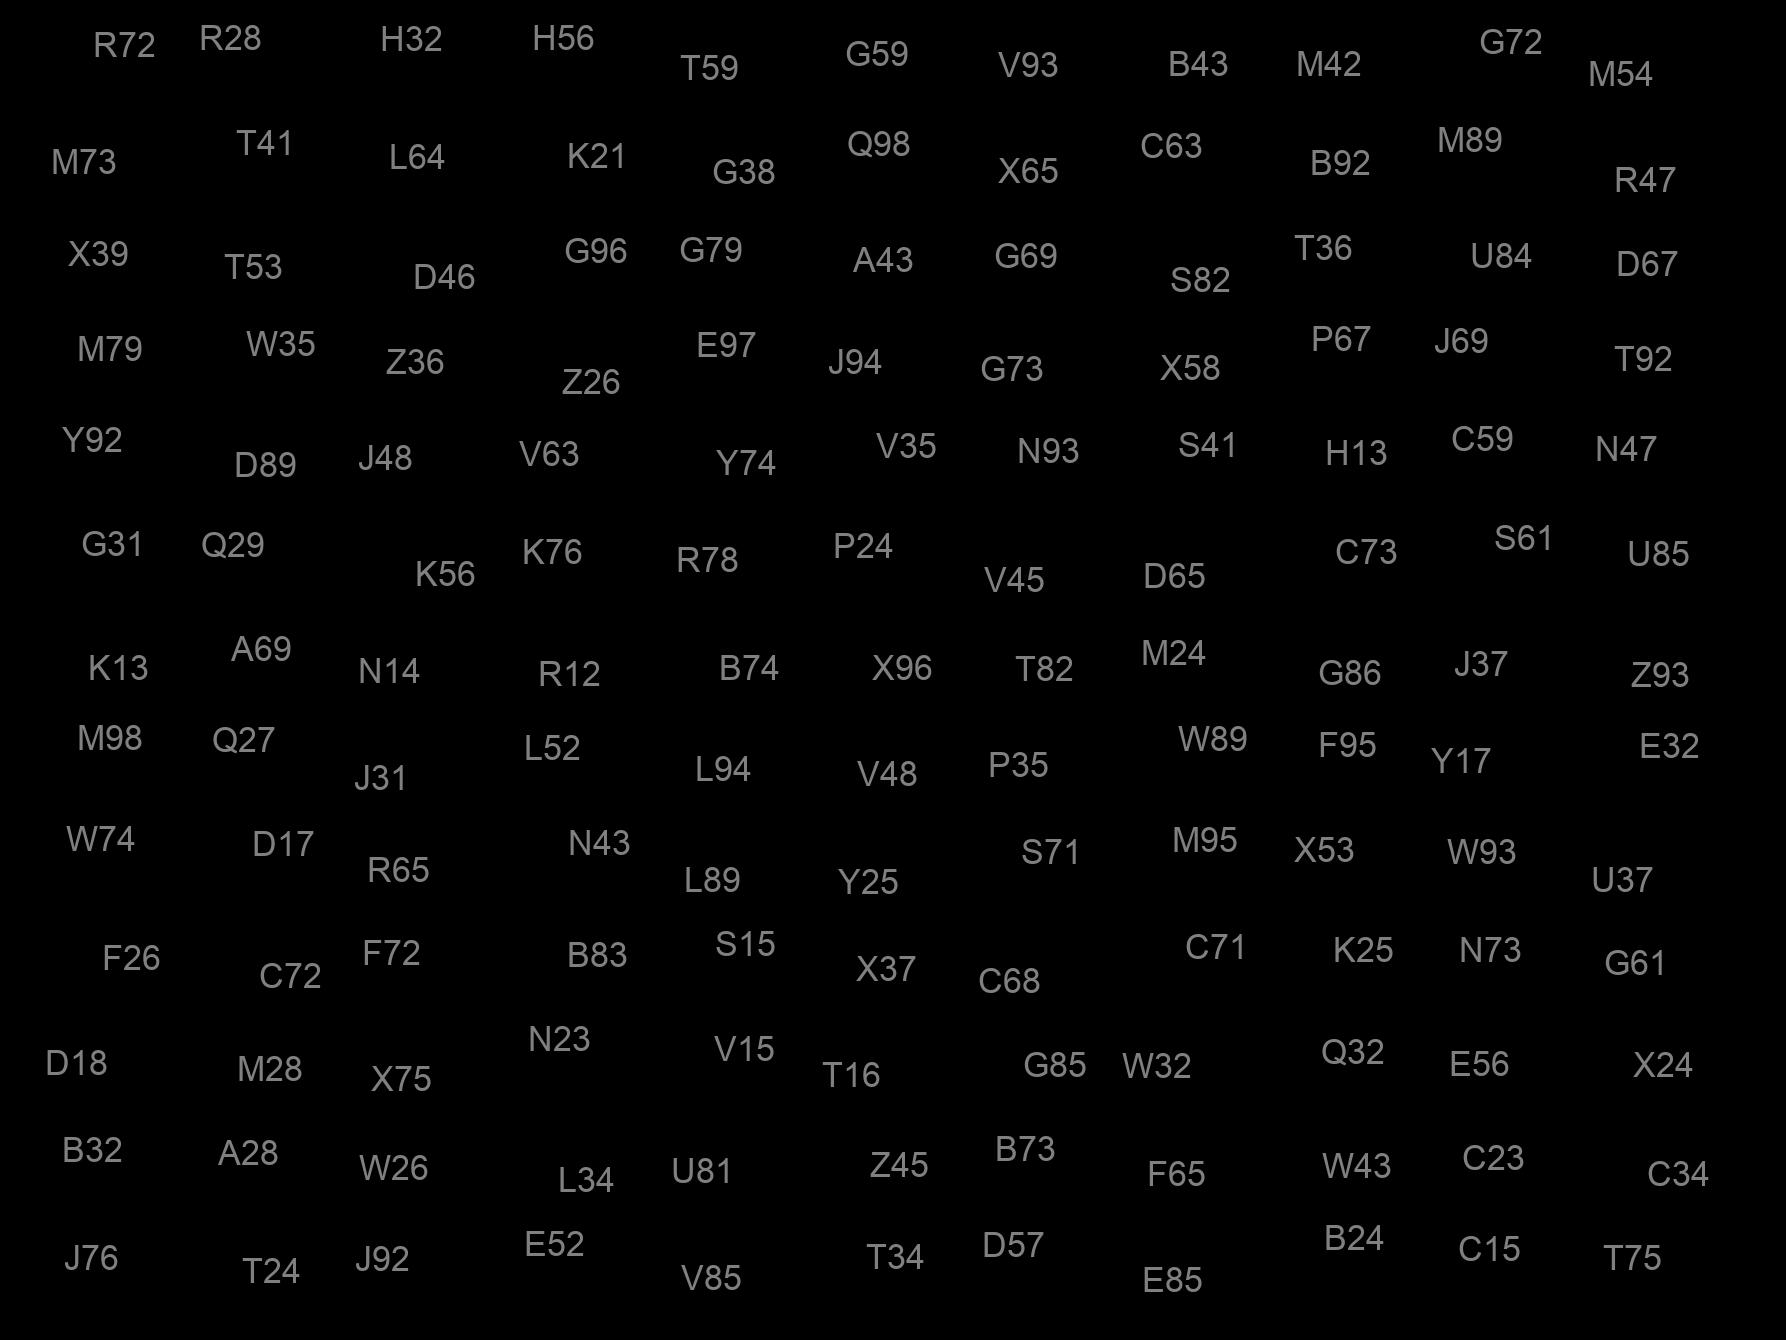 R72 R28 H32 H56 T59 G59 V93 B43 M42 G72 M54
M73 T41 L64 K21 G38 Q98 X65 C63 B92 M89 R47
X39 T53 D46 G96 G79 A43 G69 S82 T36 U84 D67
M79 W35 Z36 Z26 E97 J94 G73 X58 P67 J69 T92
Y92 D89 J48 V63 Y74 V35 N93 S41 H13 C59 N47
G31 Q29 K56 K76 R78 P24 V45 D65 C73 S61 U85
K13 A69 N14 R12 B74 X96 T82 M24 G86 J37 Z93
M98 Q27 J31 L52 L94 V48 P35 W89 F95 Y17 E32
W74 D17 R65 N43 L89 Y25 S71 M95 X53 W93 U37
F26 C72 F72 B83 S15 X37 C68 C71 K25 N73 G61
D18 M28 X75 N23 V15 T16 G85 W32 Q32 E56 X24
B32 A28 W26 L34 U81 Z45 B73 F65 W43 C23 C34
J76 T24 J92 E52 V85 T34 D57 E85 B24 C15 T75